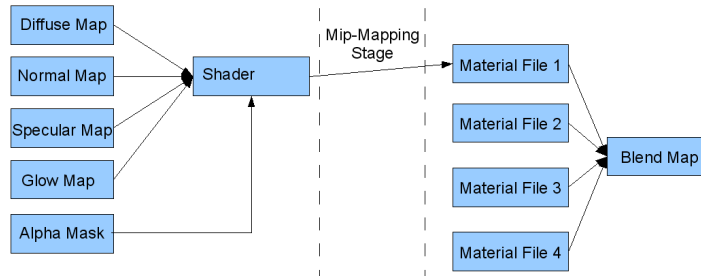 Diffuse Map
Normal Map
Specular Map
Glow Map
Alpha Mask
Shader
Mip-Mapping
Stage
Material File 1
Material File 2
Material File 3
Material File 4
Blend Map